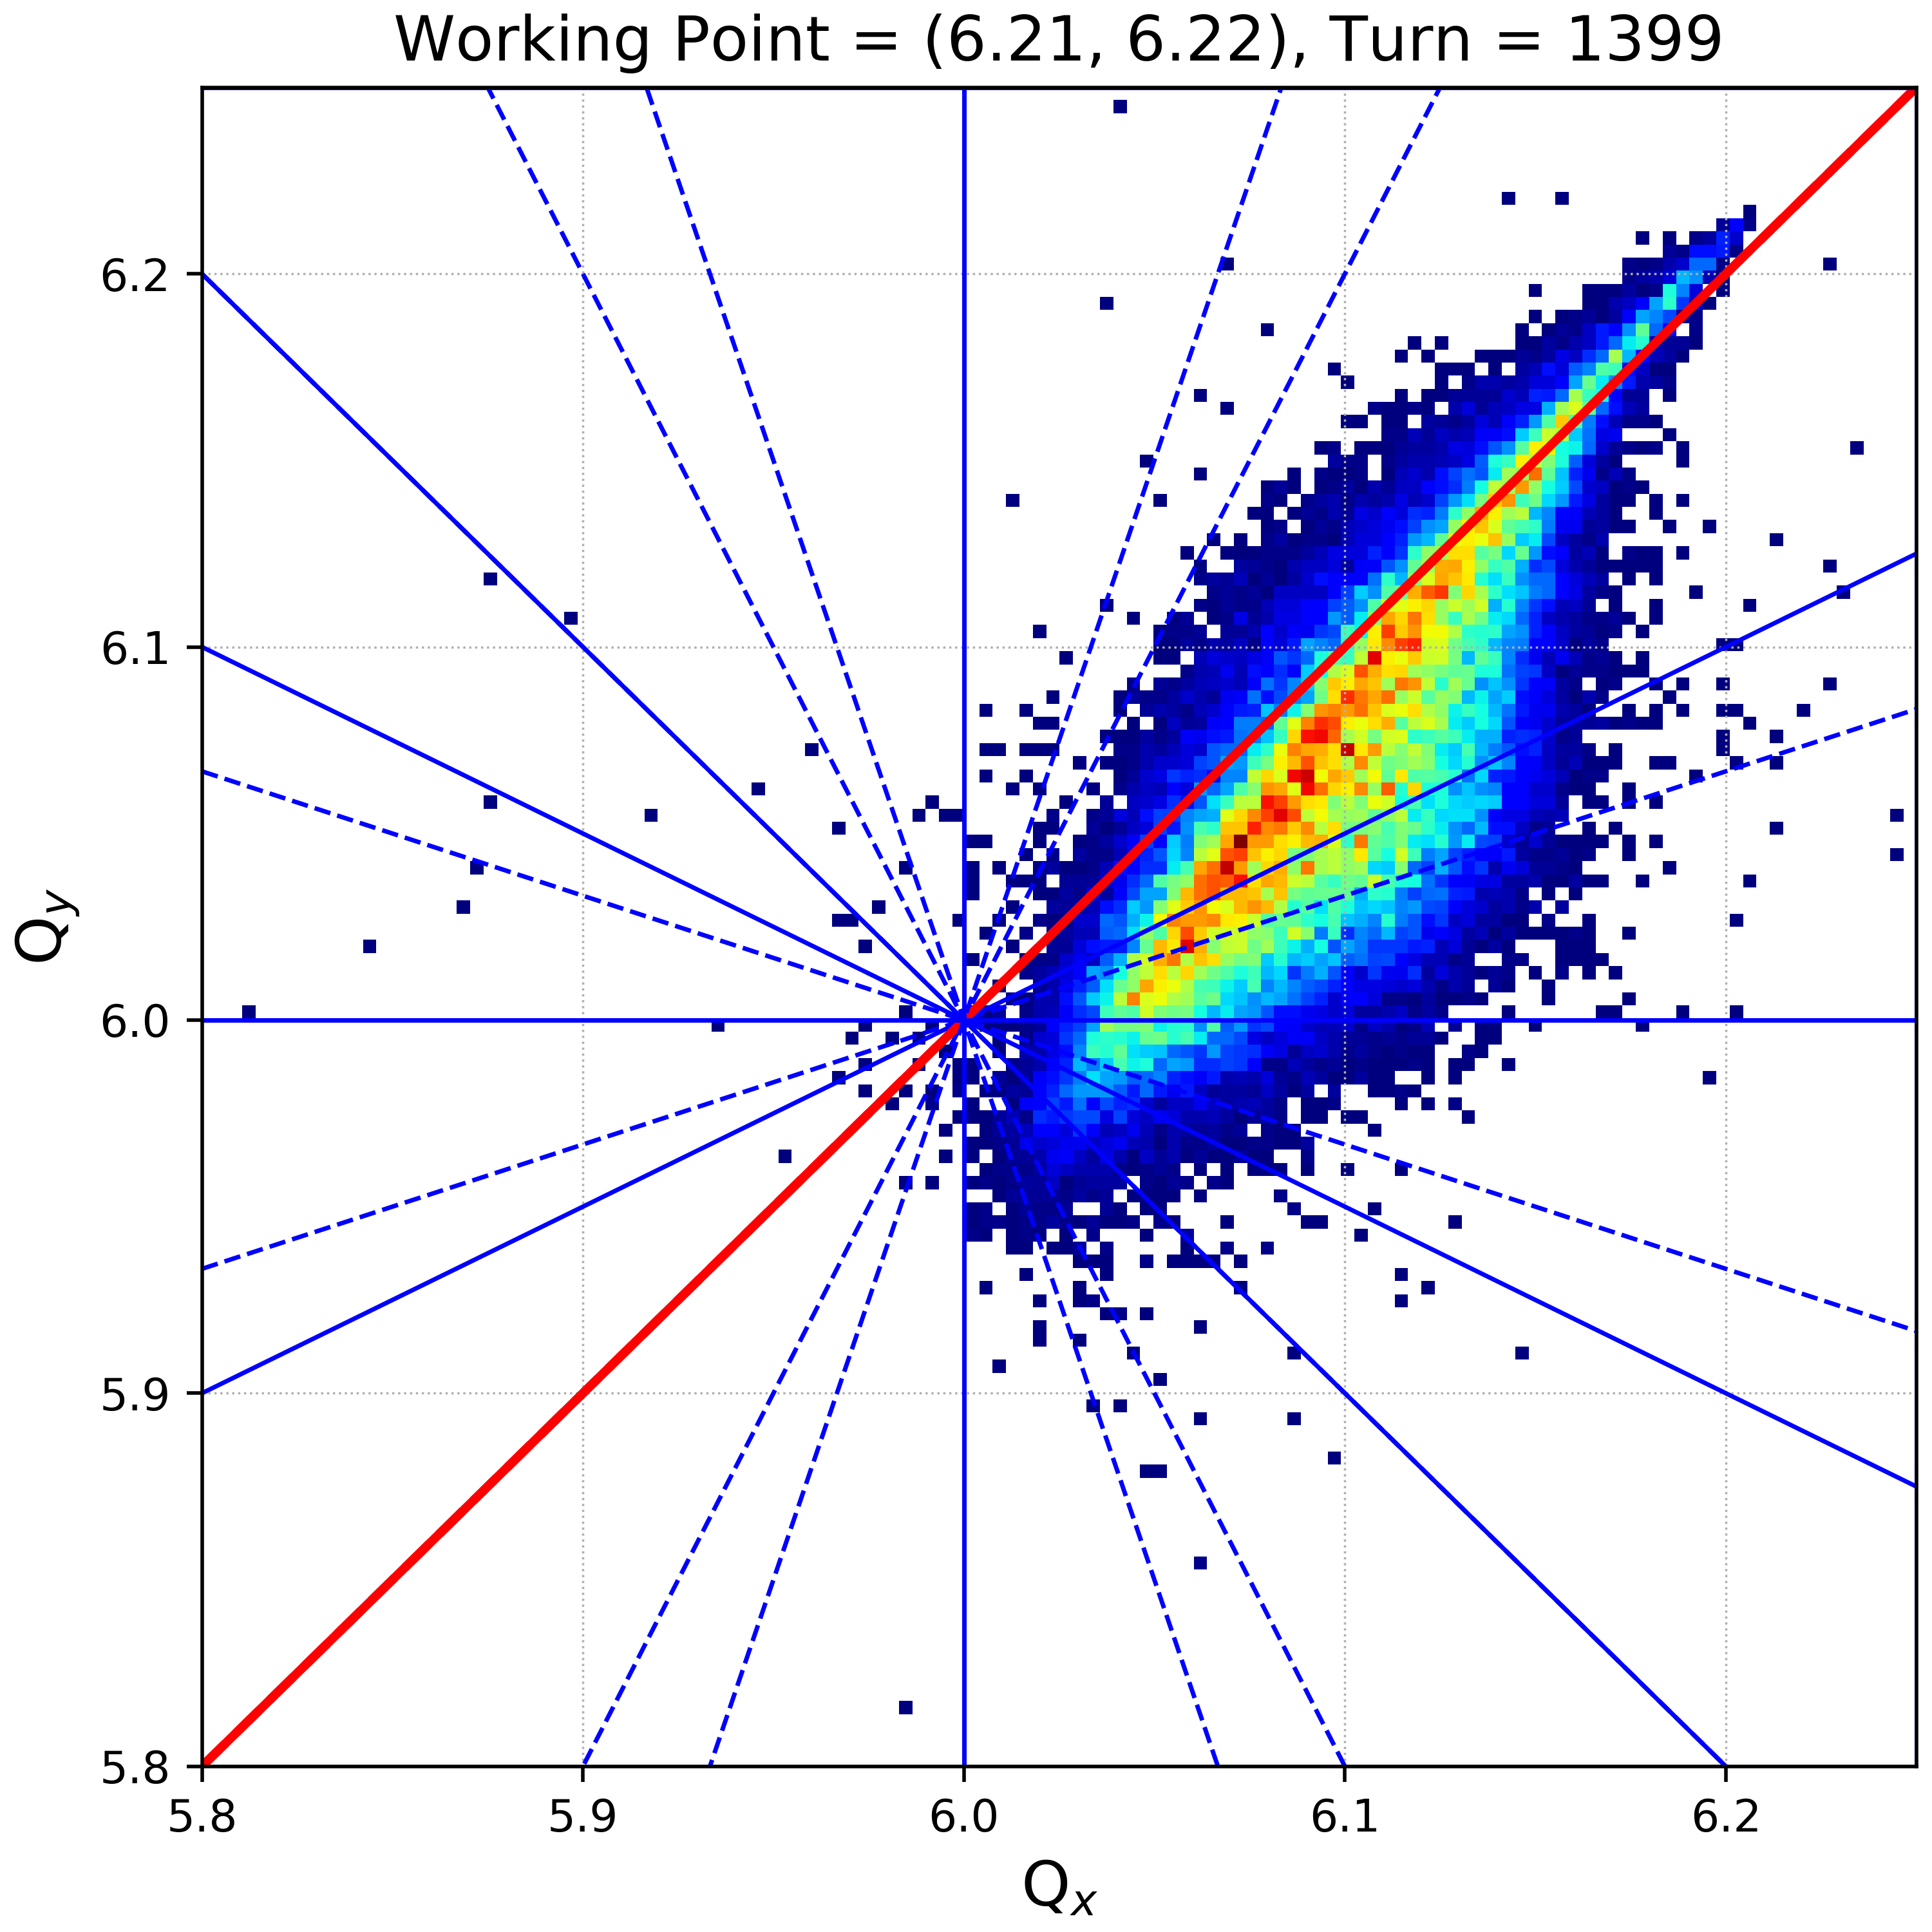 Working Point = (6.21, 6.22), Turn = 1399
6.2
6.1
6.0
5.9
5.8
Qy
5.8 5.9 6.0 6.1 6.2
Qx